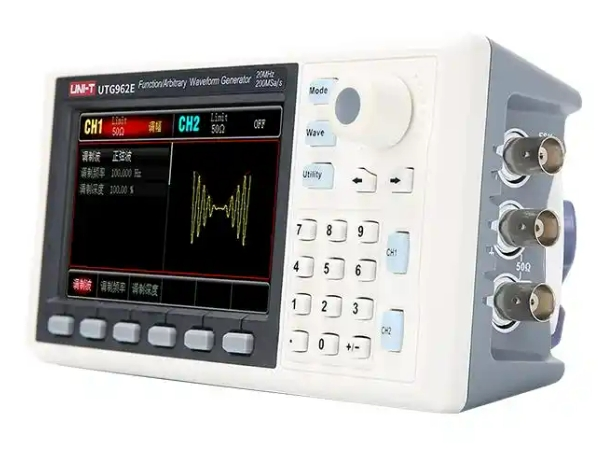 UNI-T UTG962E Function/Arbitrary Waveform Generator 20MHz
200MSa/s
CH1 Limit 50Ω 调幅 CH2 Limit 50Ω OFF
调制波 正弦波
调制频率 100.000 Hz
调制深度 100.00 %
调制波 调制频率 调制深度
Mode
Wave
Utility
7 8 9
CH1
4 5 6
1 2 3
CH2
. 0 +/-
50Ω